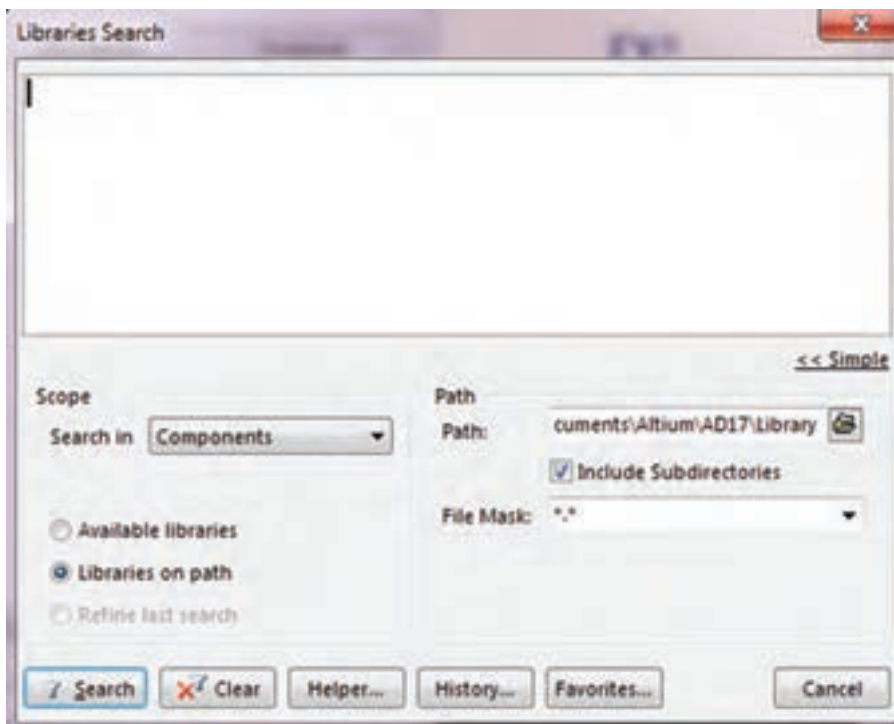 Libraries Search
<< Simple
Scope
Search in Components
Available libraries
Libraries on path
Refine last search
Path
Path: cuments\Altium\AD17\Library
Include Subdirectories
File Mask: *.*
Search Clear Helper... History... Favorites... Cancel